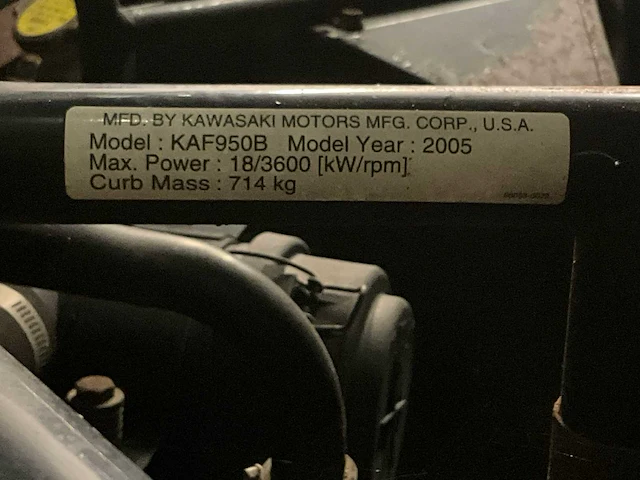 MFD. BY KAWASAKI MOTORS MFG. CORP., U.S.A.
Model : KAF950B Model Year : 2005
Max. Power : 18/3600 [kW/rpm]
Curb Mass : 714 kg